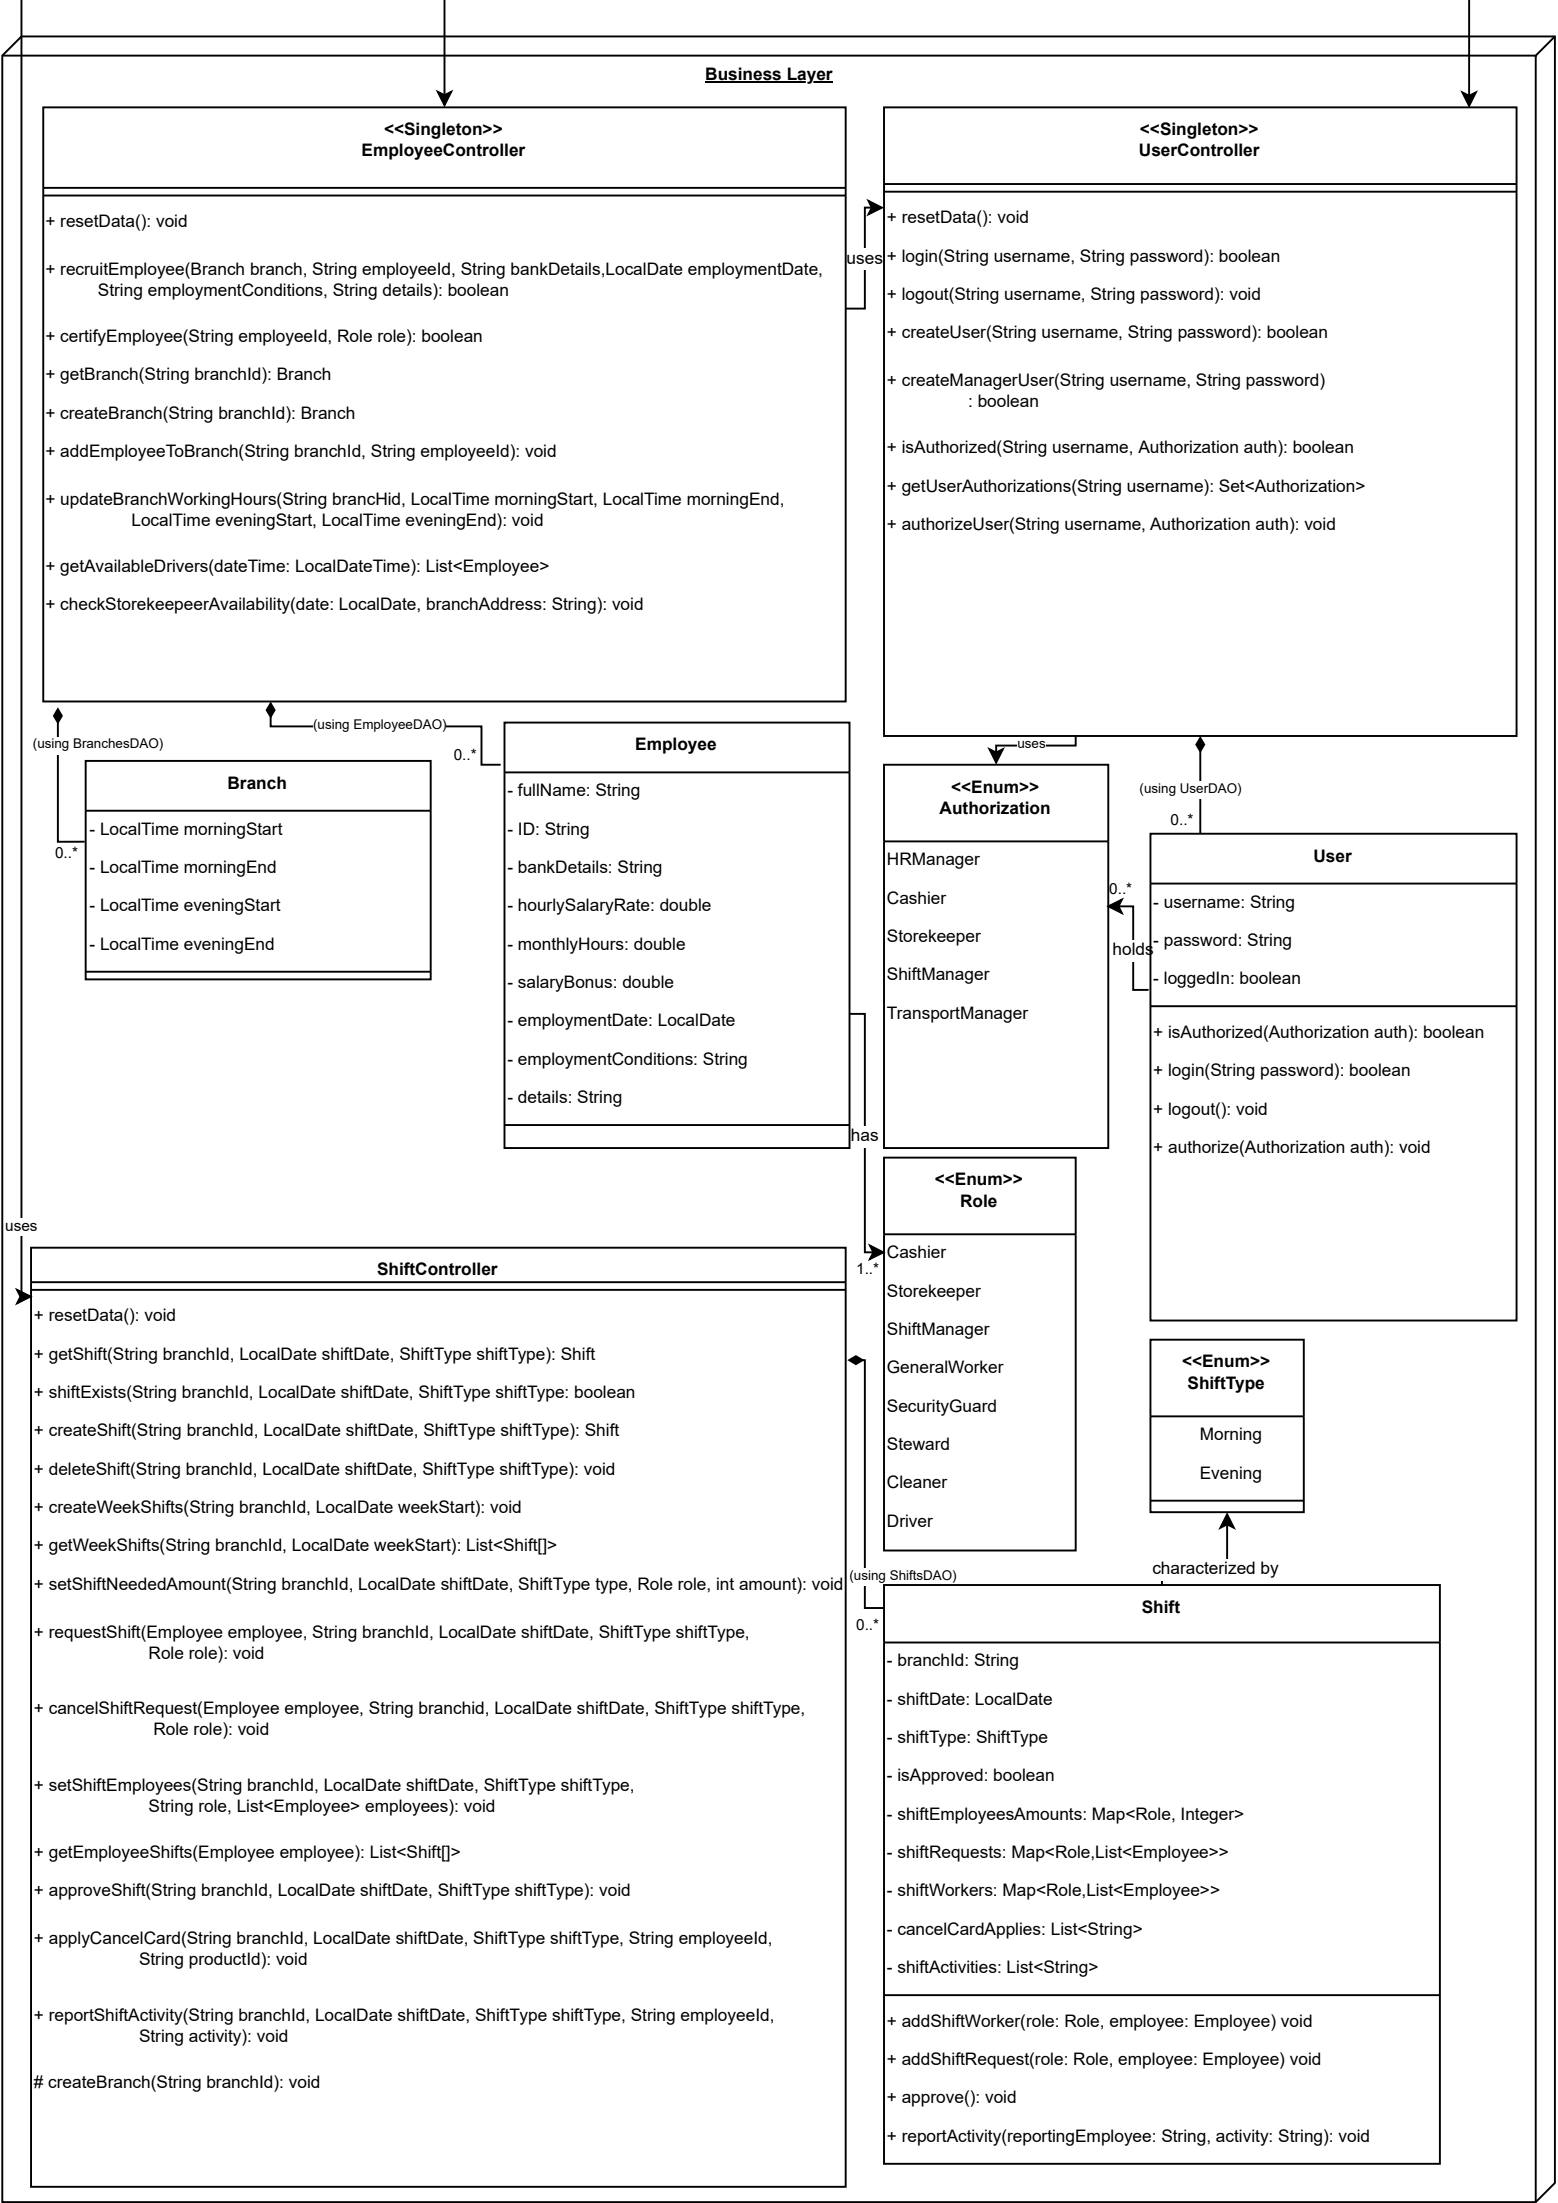 Business Layer
<<Singleton>>
EmployeeController
+ resetData(): void
+ recruitEmployee(Branch branch, String employeeId, String bankDetails,LocalDate employmentDate,
String employmentConditions, String details): boolean
+ certifyEmployee(String employeeId, Role role): boolean
+ getBranch(String branchId): Branch
+ createBranch(String branchId): Branch
+ addEmployeeToBranch(String branchId, String employeeId): void
+ updateBranchWorkingHours(String brancHid, LocalTime morningStart, LocalTime morningEnd,
LocalTime eveningStart, LocalTime eveningEnd): void
+ getAvailableDrivers(dateTime: LocalDateTime): List<Employee>
+ checkStorekeepeerAvailability(date: LocalDate, branchAddress: String): void
uses
<<Singleton>>
UserController
+ resetData(): void
+ login(String username, String password): boolean
+ logout(String username, String password): void
+ createUser(String username, String password): boolean
+ createManagerUser(String username, String password)
: boolean
+ isAuthorized(String username, Authorization auth): boolean
+ getUserAuthorizations(String username): Set<Authorization>
+ authorizeUser(String username, Authorization auth): void
(using BranchesDAO)
0..*
(using EmployeeDAO)
0..*
Branch
- LocalTime morningStart
- LocalTime morningEnd
- LocalTime eveningStart
- LocalTime eveningEnd
Employee
- fullName: String
- ID: String
- bankDetails: String
- hourlySalaryRate: double
- monthlyHours: double
- salaryBonus: double
- employmentDate: LocalDate
- employmentConditions: String
- details: String
has
1..*
uses
<<Enum>>
Authorization
HRManager
Cashier
Storekeeper
ShiftManager
TransportManager
(using UserDAO)
0..*
0..*
holds
User
- username: String
- password: String
- loggedIn: boolean
+ isAuthorized(Authorization auth): boolean
+ login(String password): boolean
+ logout(): void
+ authorize(Authorization auth): void
<<Enum>>
Role
Cashier
Storekeeper
ShiftManager
GeneralWorker
SecurityGuard
Steward
Cleaner
Driver
<<Enum>>
ShiftType
Morning
Evening
characterized by
uses
ShiftController
+ resetData(): void
+ getShift(String branchId, LocalDate shiftDate, ShiftType shiftType): Shift
+ shiftExists(String branchId, LocalDate shiftDate, ShiftType shiftType: boolean
+ createShift(String branchId, LocalDate shiftDate, ShiftType shiftType): Shift
+ deleteShift(String branchId, LocalDate shiftDate, ShiftType shiftType): void
+ createWeekShifts(String branchId, LocalDate weekStart): void
+ getWeekShifts(String branchId, LocalDate weekStart): List<Shift[]>
+ setShiftNeededAmount(String branchId, LocalDate shiftDate, ShiftType type, Role role, int amount): void
+ requestShift(Employee employee, String branchId, LocalDate shiftDate, ShiftType shiftType,
Role role): void
+ cancelShiftRequest(Employee employee, String branchid, LocalDate shiftDate, ShiftType shiftType,
Role role): void
+ setShiftEmployees(String branchId, LocalDate shiftDate, ShiftType shiftType,
String role, List<Employee> employees): void
+ getEmployeeShifts(Employee employee): List<Shift[]>
+ approveShift(String branchId, LocalDate shiftDate, ShiftType shiftType): void
+ applyCancelCard(String branchId, LocalDate shiftDate, ShiftType shiftType, String employeeId,
String productId): void
+ reportShiftActivity(String branchId, LocalDate shiftDate, ShiftType shiftType, String employeeId,
String activity): void
# createBranch(String branchId): void
(using ShiftsDAO)
0..*
Shift
- branchId: String
- shiftDate: LocalDate
- shiftType: ShiftType
- isApproved: boolean
- shiftEmployeesAmounts: Map<Role, Integer>
- shiftRequests: Map<Role,List<Employee>>
- shiftWorkers: Map<Role,List<Employee>>
- cancelCardApplies: List<String>
- shiftActivities: List<String>
+ addShiftWorker(role: Role, employee: Employee) void
+ addShiftRequest(role: Role, employee: Employee) void
+ approve(): void
+ reportActivity(reportingEmployee: String, activity: String): void